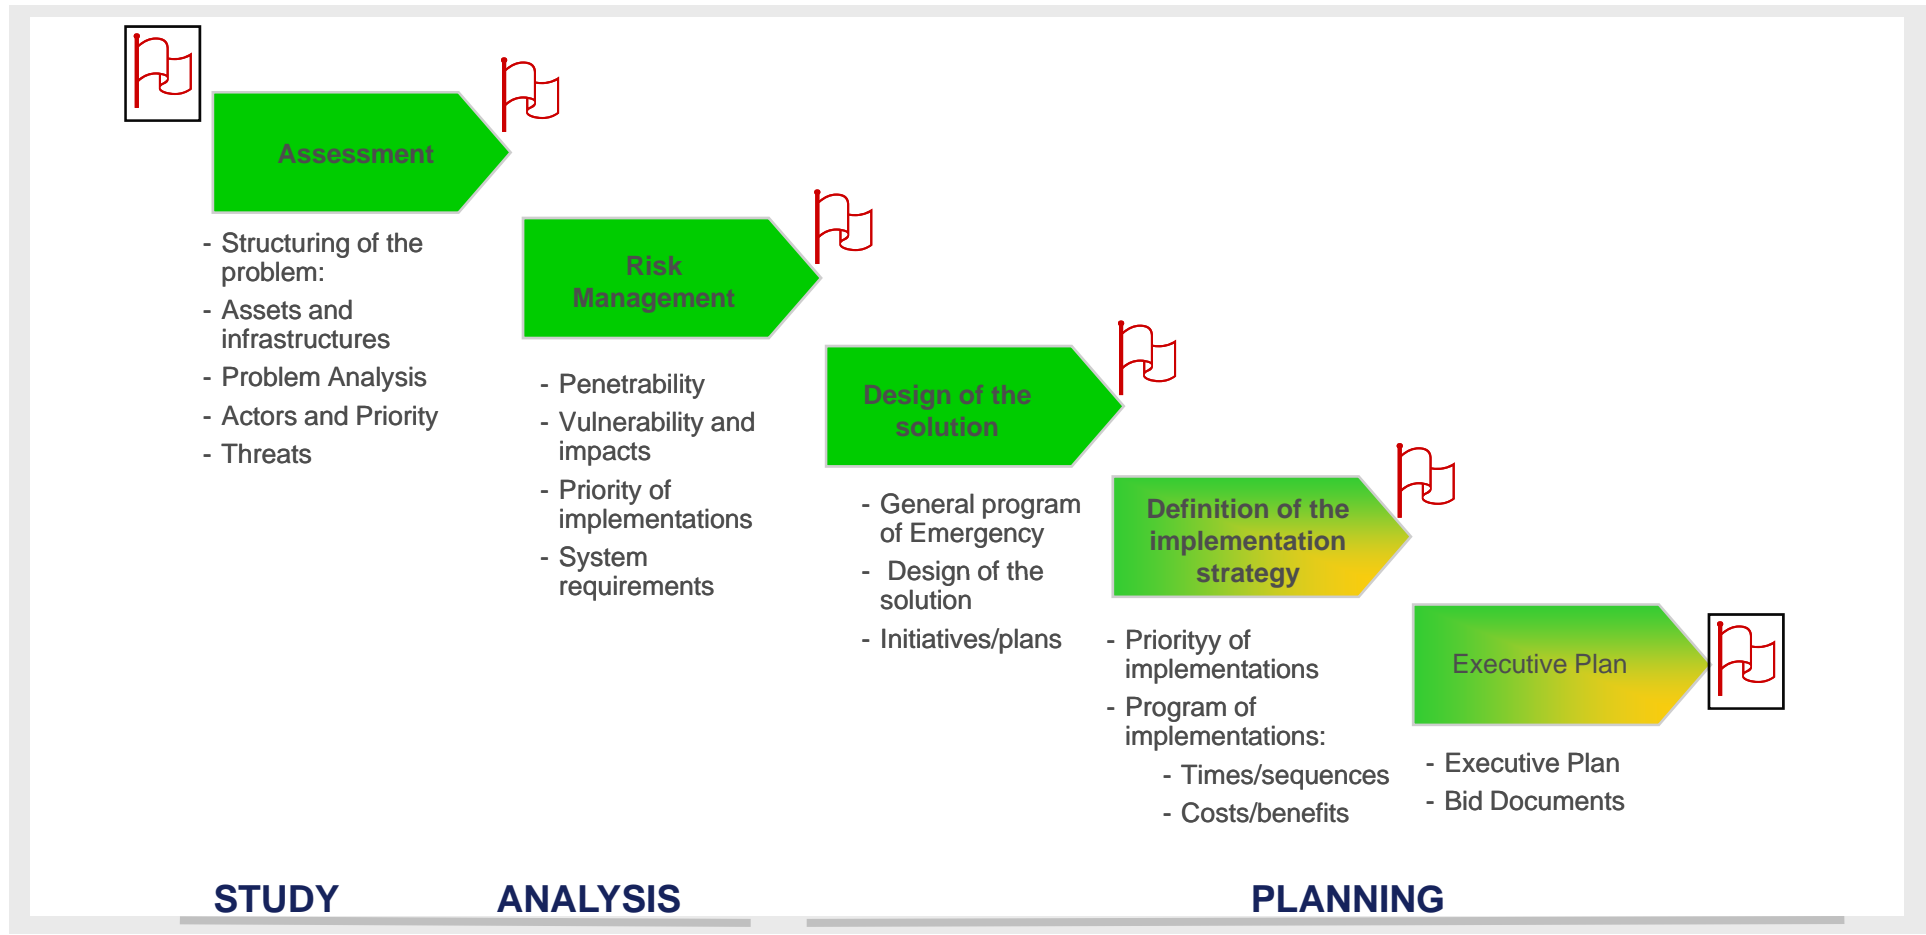 Assessment
- Structuring of the
problem:
- Assets and
infrastructures
- Problem Analysis
- Actors and Priority
- Threats
Risk
Management
- Penetrability
- Vulnerability and
impacts
- Priority of
implementations
- System
requirements
Design of the
solution
- General program
of Emergency
- Design of the
solution
- Initiatives/plans
Definition of the
implementation
strategy
- Priorityy of
implementations
- Program of
implementations:
- Times/sequences
- Costs/benefits
Executive Plan
- Executive Plan
- Bid Documents
STUDY
ANALYSIS
PLANNING